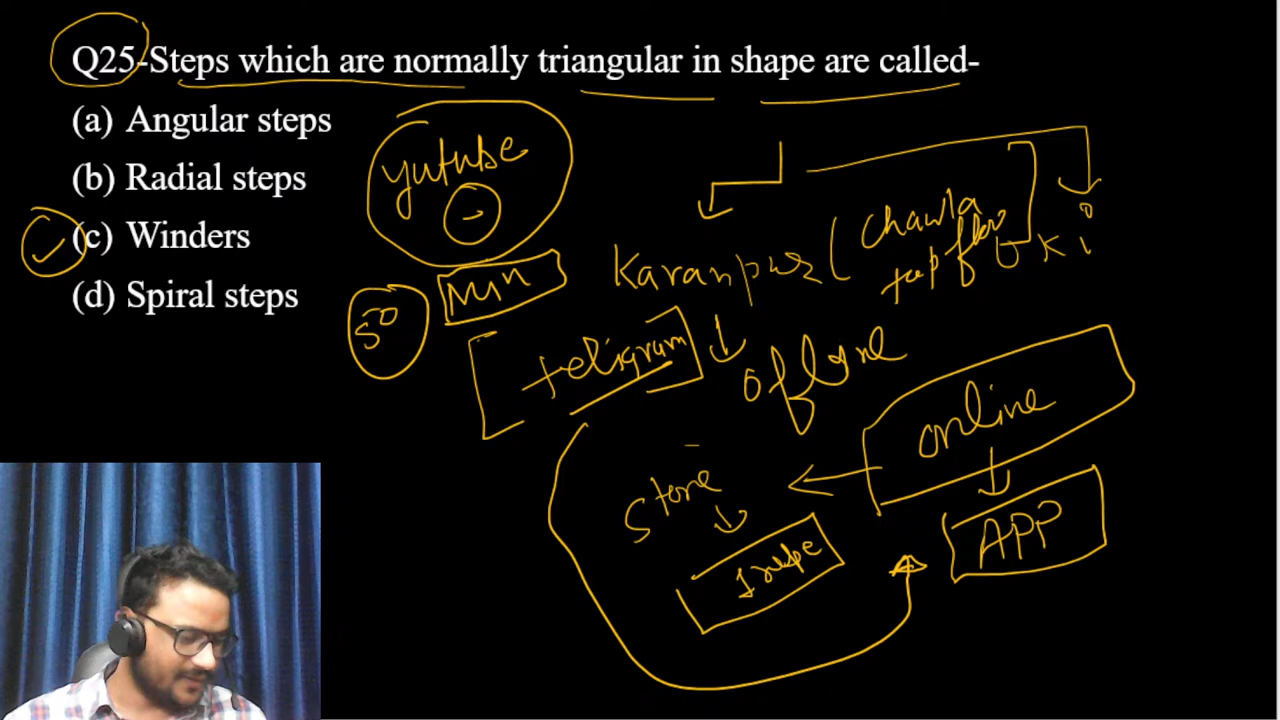 Q25-Steps which are normally triangular in shape are called-
(a) Angular steps
(b) Radial steps
(c) Winders
(d) Spiral steps
yutube
50
Min
Karanpur (Chawla
teligram
offline
online
store
APP